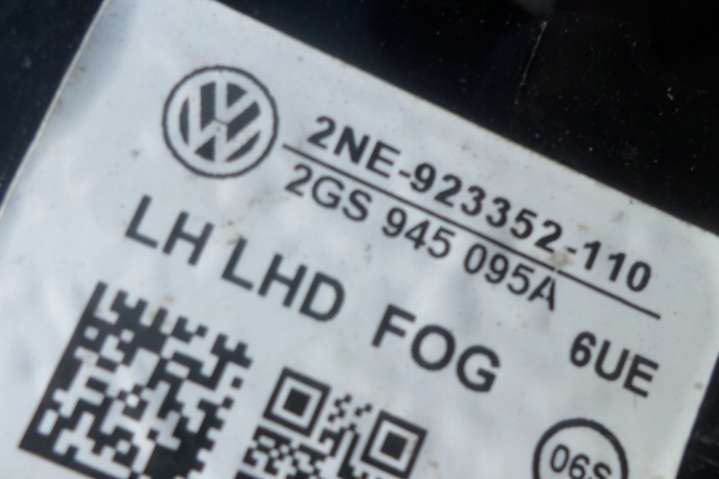 2NE-923352-110
2GS 945 095A
LH LHD FOG 6UE
06S